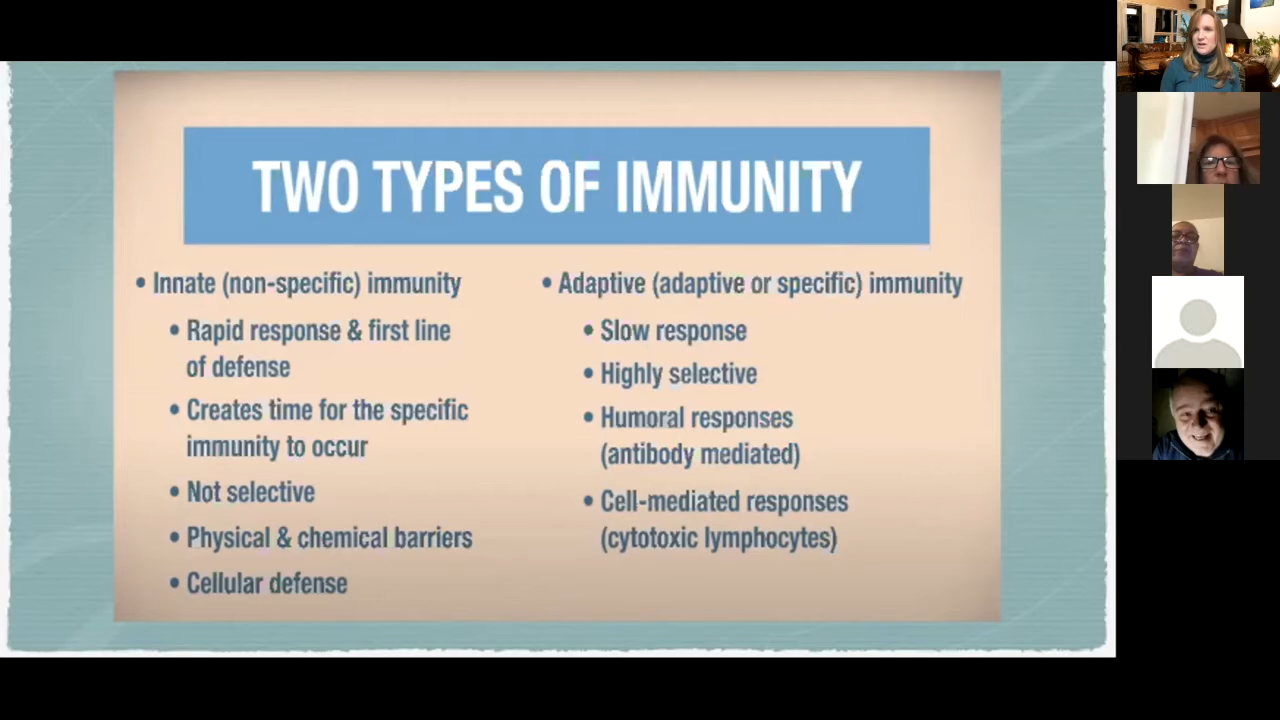 TWO TYPES OF IMMUNITY
• Innate (non-specific) immunity
• Rapid response & first line
of defense
• Creates time for the specific
immunity to occur
• Not selective
• Physical & chemical barriers
• Cellular defense
• Adaptive (adaptive or specific) immunity
• Slow response
• Highly selective
• Humoral responses
(antibody mediated)
• Cell-mediated responses
(cytotoxic lymphocytes)